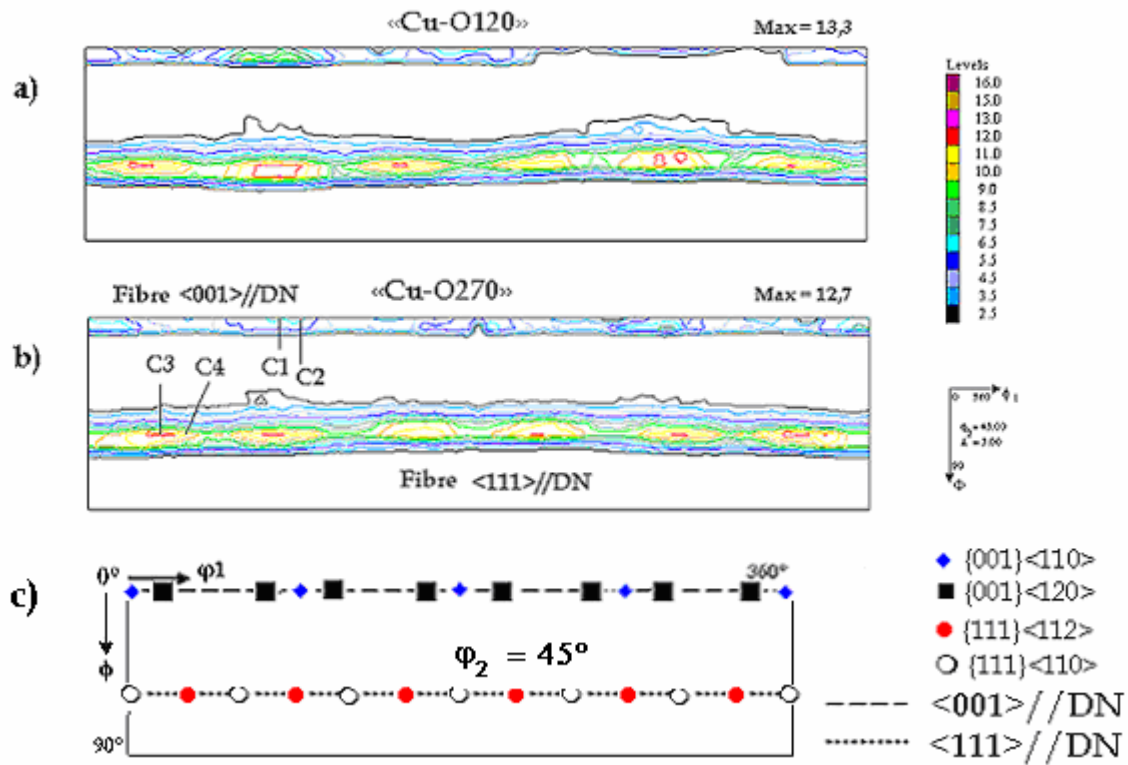 «Cu-O120»
Max = 13,3
a)
Levels
16.0
15.0
13.0
12.0
11.0
10.0
9.0
8.5
7.5
6.5
5.5
4.5
3.5
2.5
Fibre <001>//DN
«Cu-O270»
Max = 12,7
b)
C3
C4
C1
C2
Fibre <111>//DN
0° φ1 360°
c)
ϕ
φ2 = 45°
90°
{001}<110>
{001}<120>
{111}<112>
{111}<110>
<001>//DN
<111>//DN